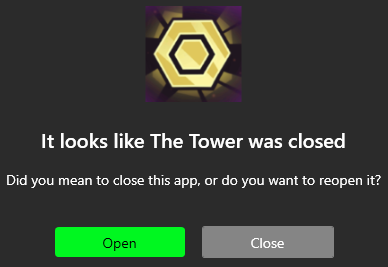 It looks like The Tower was closed
Did you mean to close this app, or do you want to reopen it?
Open
Close